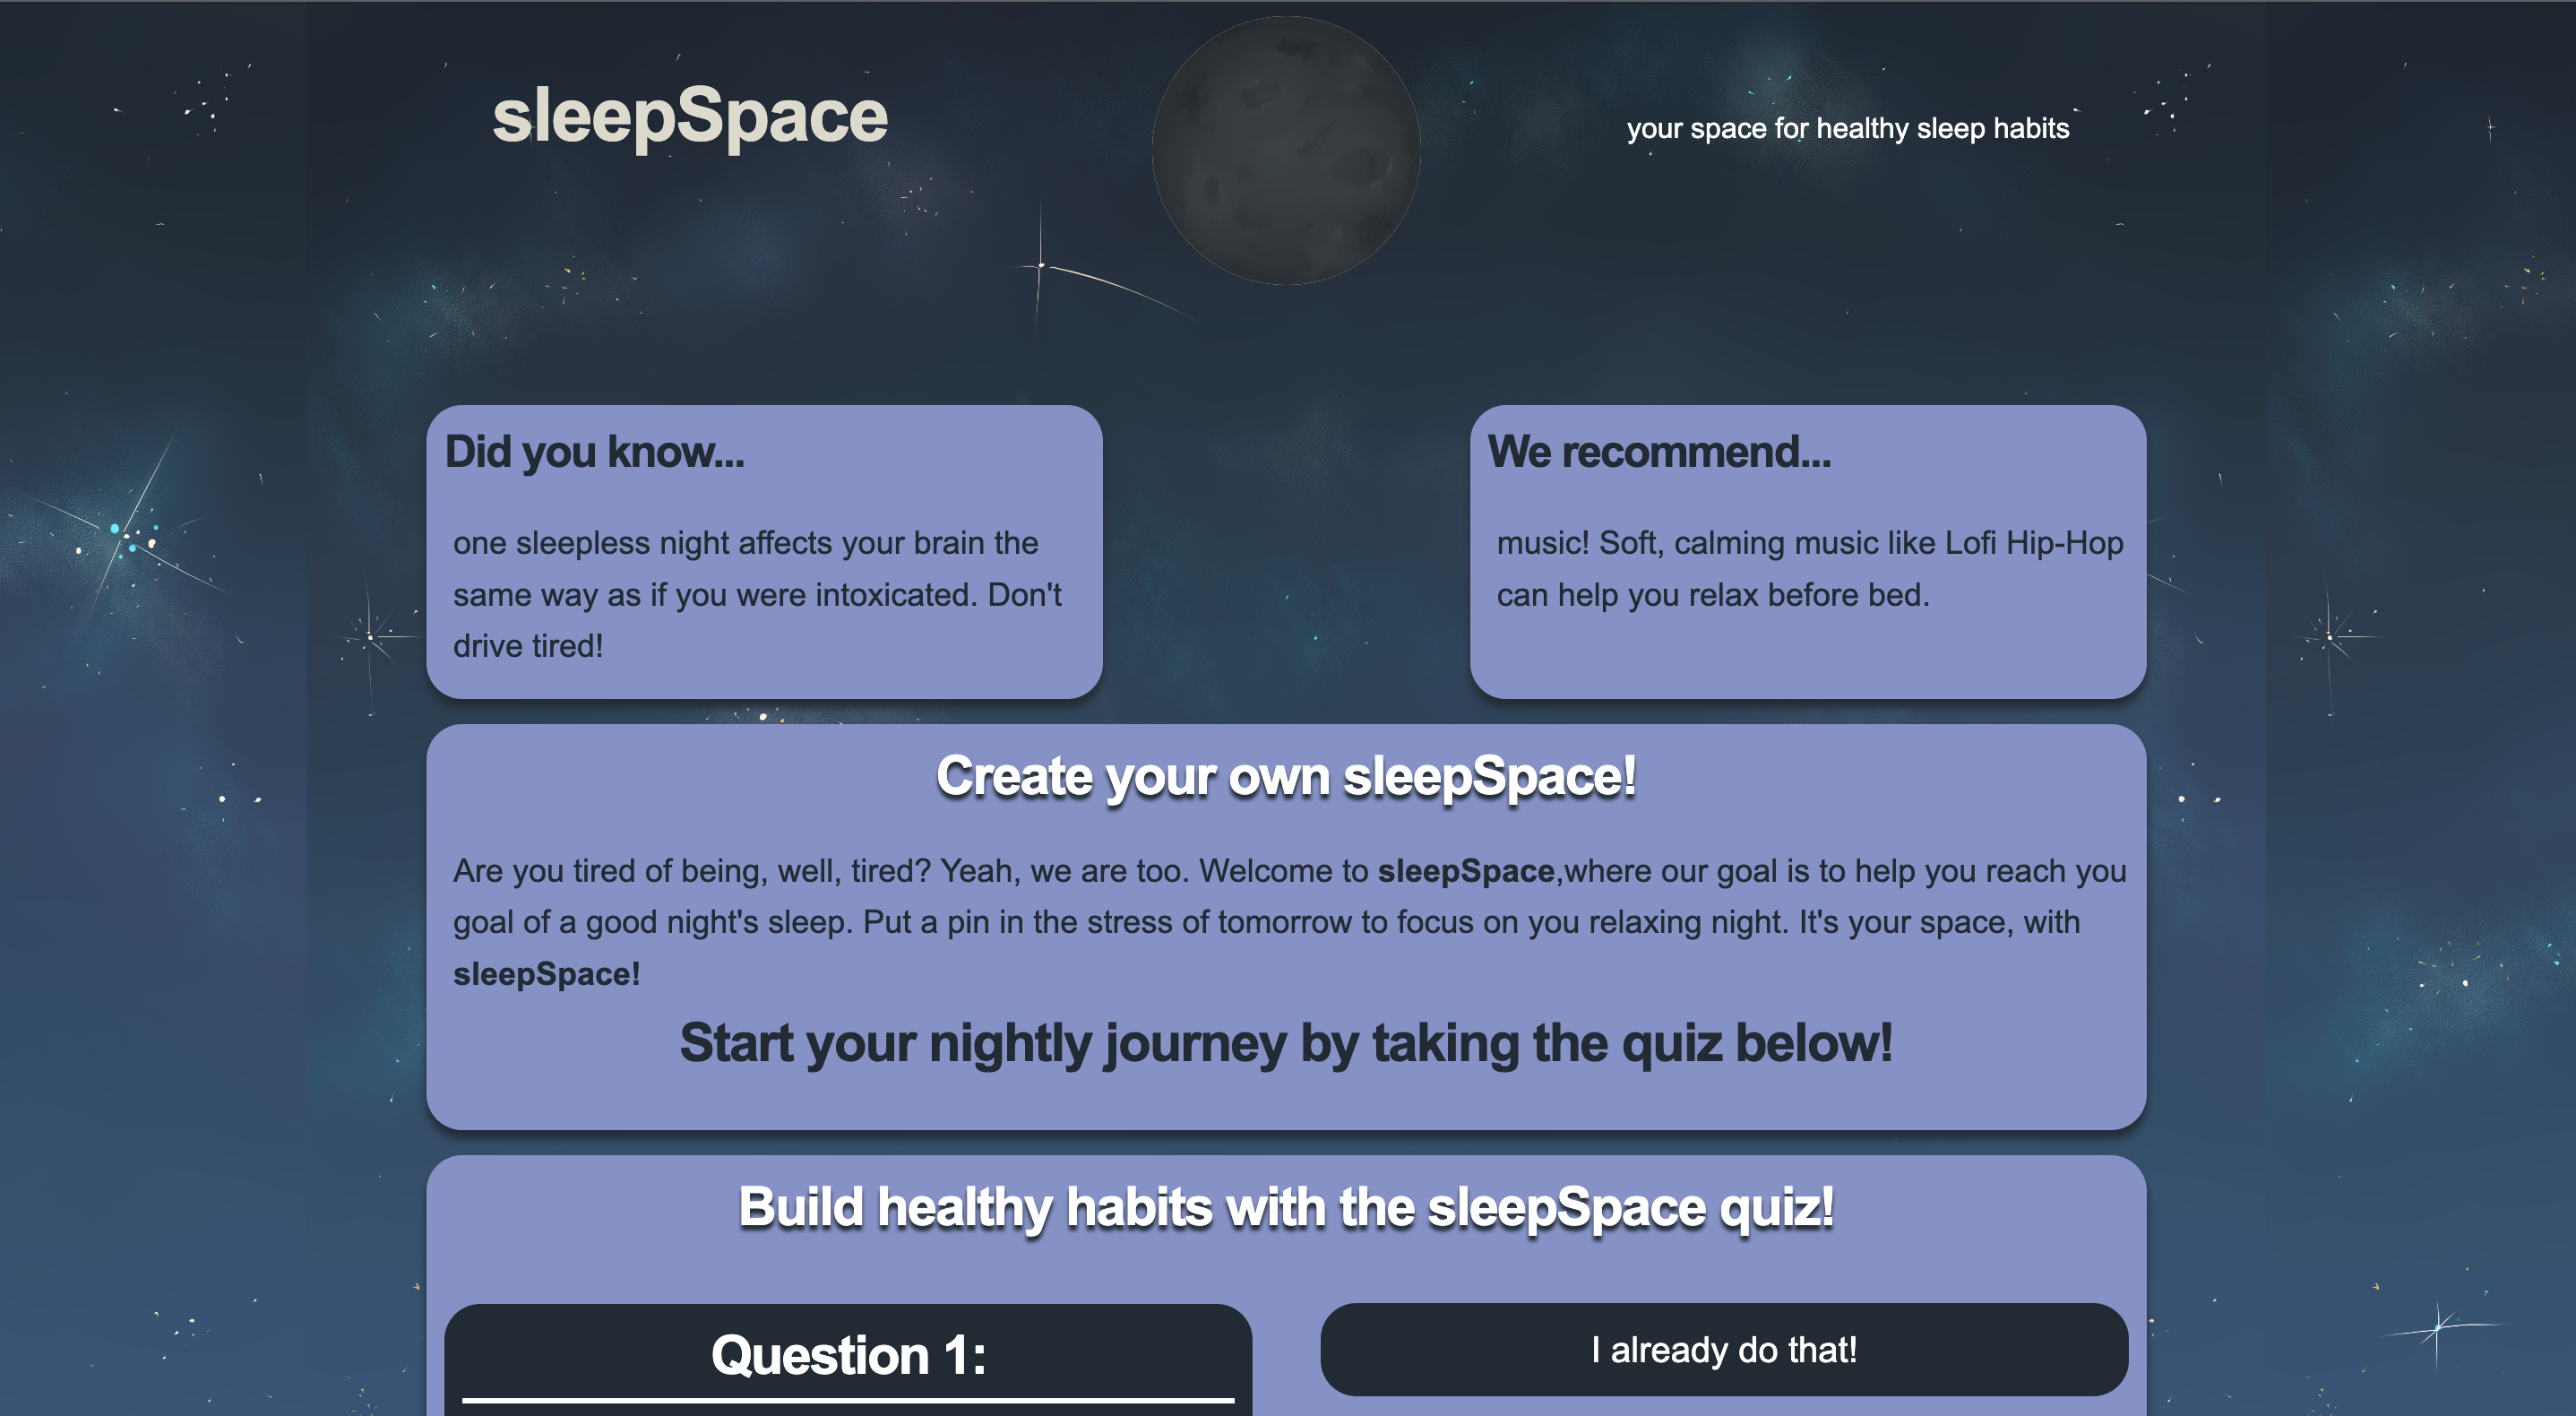 sleepSpace
your space for healthy sleep habits
Did you know...
one sleepless night affects your brain the
same way as if you were intoxicated. Don't
drive tired!
We recommend...
music! Soft, calming music like Lofi Hip-Hop
can help you relax before bed.
Create your own sleepSpace!
Are you tired of being, well, tired? Yeah, we are too. Welcome to sleepSpace,where our goal is to help you reach you
goal of a good night's sleep. Put a pin in the stress of tomorrow to focus on you relaxing night. It's your space, with
sleepSpace!
Start your nightly journey by taking the quiz below!
Build healthy habits with the sleepSpace quiz!
Question 1:
I already do that!